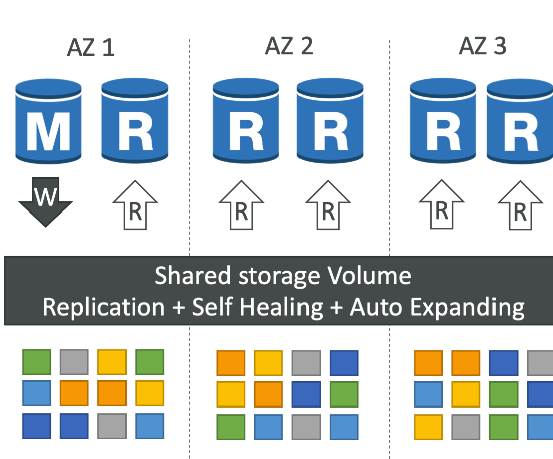 AZ 1
AZ 2
AZ 3
M
R
R
R
R
R
W
R
R
R
R
R
Shared storage Volume
Replication + Self Healing + Auto Expanding